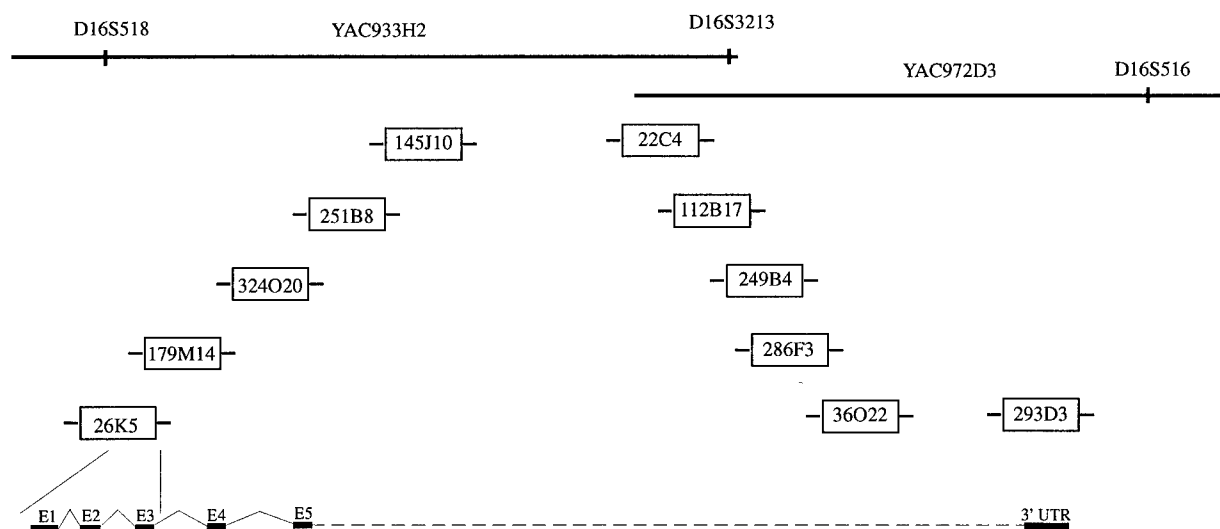 D16S518 YAC933H2 D16S3213
YAC972D3 D16S516
145J10 22C4
251B8 112B17
324O20 249B4
179M14 286F3
26K5 36O22 293D3
E1 E2 E3 E4 E5 3' UTR